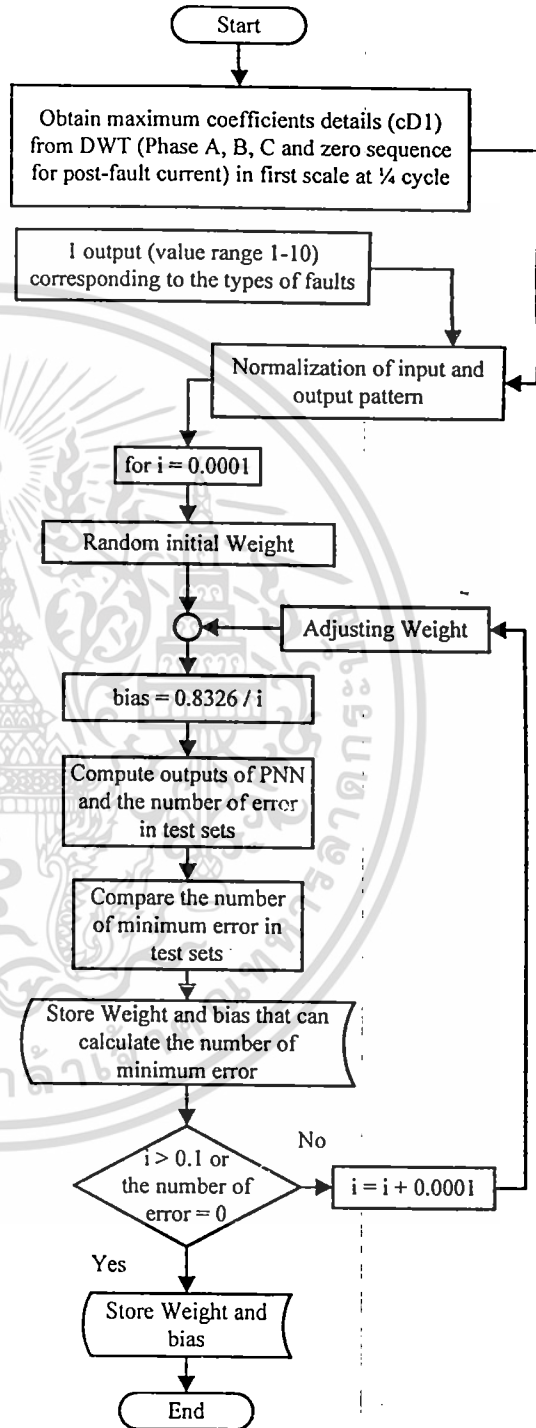 Start
Obtain maximum coefficients details (cD1)
from DWT (Phase A, B, C and zero sequence
for post-fault current) in first scale at ¼ cycle
1 output (value range 1-10)
corresponding to the types of faults
Normalization of input and
output pattern
for i = 0.0001
Random initial Weight
Adjusting Weight
bias = 0.8326 / i
Compute outputs of PNN
and the number of error
in test sets
Compare the number
of minimum error in
test sets
Store Weight and bias that can
calculate the number of
minimum error
i > 0.1 or
the number of
error = 0
No
i = i + 0.0001
Yes
Store Weight and
bias
End